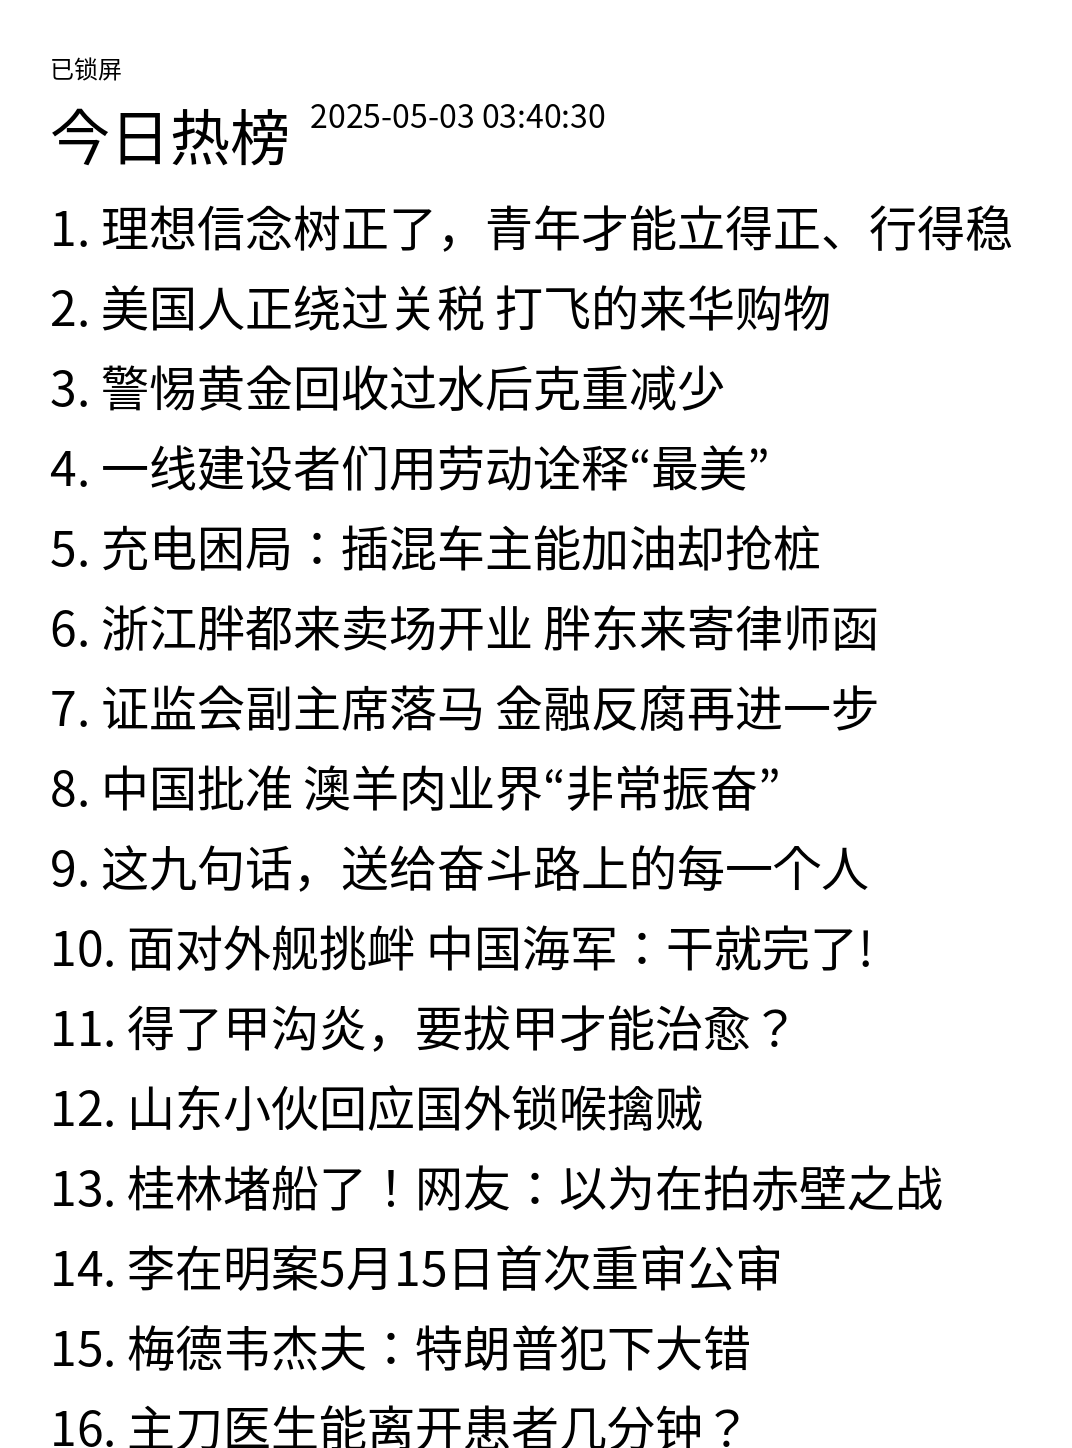 已锁屏
今日热榜 2025-05-03 03:40:30
1. 理想信念树正了，青年才能立得正、行得稳
2. 美国人正绕过关税 打飞的来华购物
3. 警惕黄金回收过水后克重减少
4. 一线建设者们用劳动诠释“最美”
5. 充电困局：插混车主能加油却抢桩
6. 浙江胖都来卖场开业 胖东来寄律师函
7. 证监会副主席落马 金融反腐再进一步
8. 中国批准 澳羊肉业界“非常振奋”
9. 这九句话，送给奋斗路上的每一个人
10. 面对外舰挑衅 中国海军：干就完了!
11. 得了甲沟炎，要拔甲才能治愈？
12. 山东小伙回应国外锁喉擒贼
13. 桂林堵船了！网友：以为在拍赤壁之战
14. 李在明案5月15日首次重审公审
15. 梅德韦杰夫：特朗普犯下大错
16. 主刀医生能离开患者几分钟？